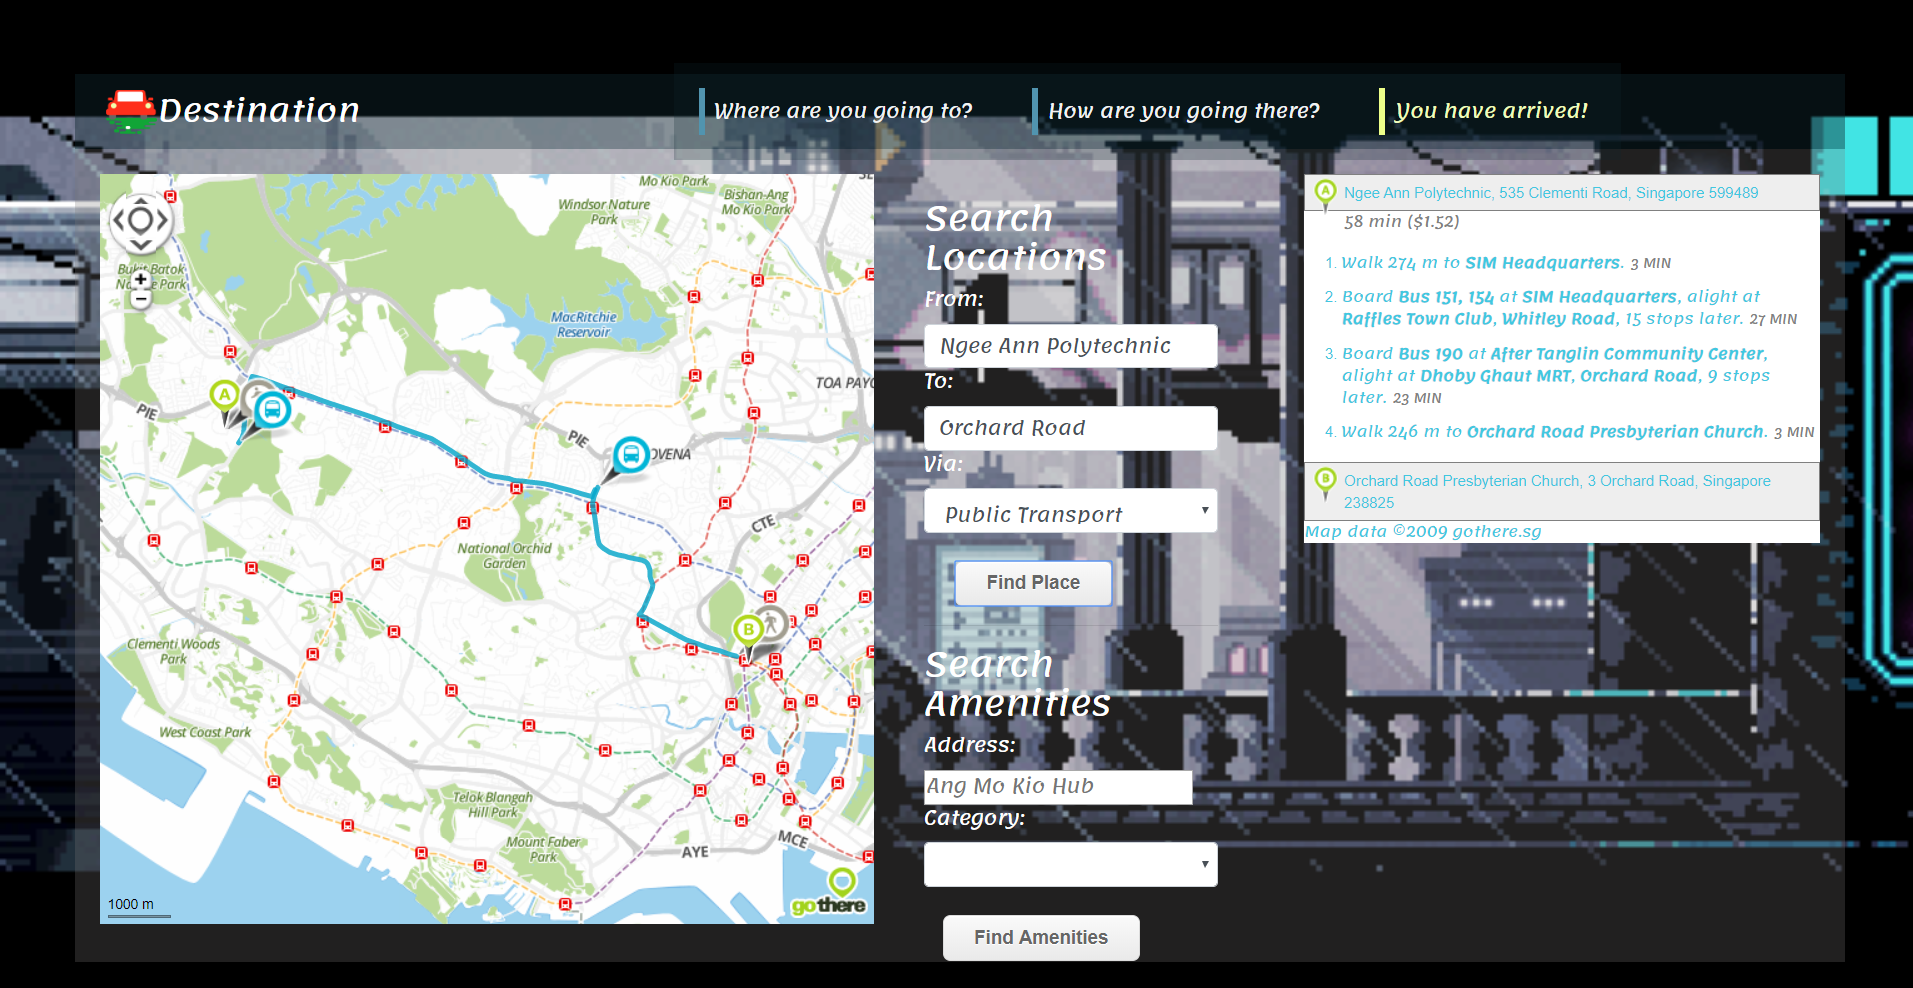 Destination
Where are you going to?
How are you going there?
You have arrived!
Mo Kio Park
Bishan-Ang
Mo Kio Park
Windsor Nature
Park
MacRitchie
Reservoir
TOA PAYO
PIE
PIE
OVENA
CTE
National Orchid
Garden
Clementi Woods
Park
West Coast Park
Telok Blangah
Hill Park
Mount Faber
Park
AYE
MCE
A
B
+
−
1000 m
gothere
Search
Locations
From:
Ngee Ann Polytechnic
To:
Orchard Road
Via:
Public Transport
Find Place
Search
Amenities
Address:
Ang Mo Kio Hub
Category:
Find Amenities
A Ngee Ann Polytechnic, 535 Clementi Road, Singapore 599489
58 min ($1.52)
1. Walk 274 m to SIM Headquarters. 3 MIN
2. Board Bus 151, 154 at SIM Headquarters, alight at
Raffles Town Club, Whitley Road, 15 stops later. 27 MIN
3. Board Bus 190 at After Tanglin Community Center,
alight at Dhoby Ghaut MRT, Orchard Road, 9 stops
later. 23 MIN
4. Walk 246 m to Orchard Road Presbyterian Church. 3 MIN
B Orchard Road Presbyterian Church, 3 Orchard Road, Singapore
238825
Map data ©2009 gothere.sg